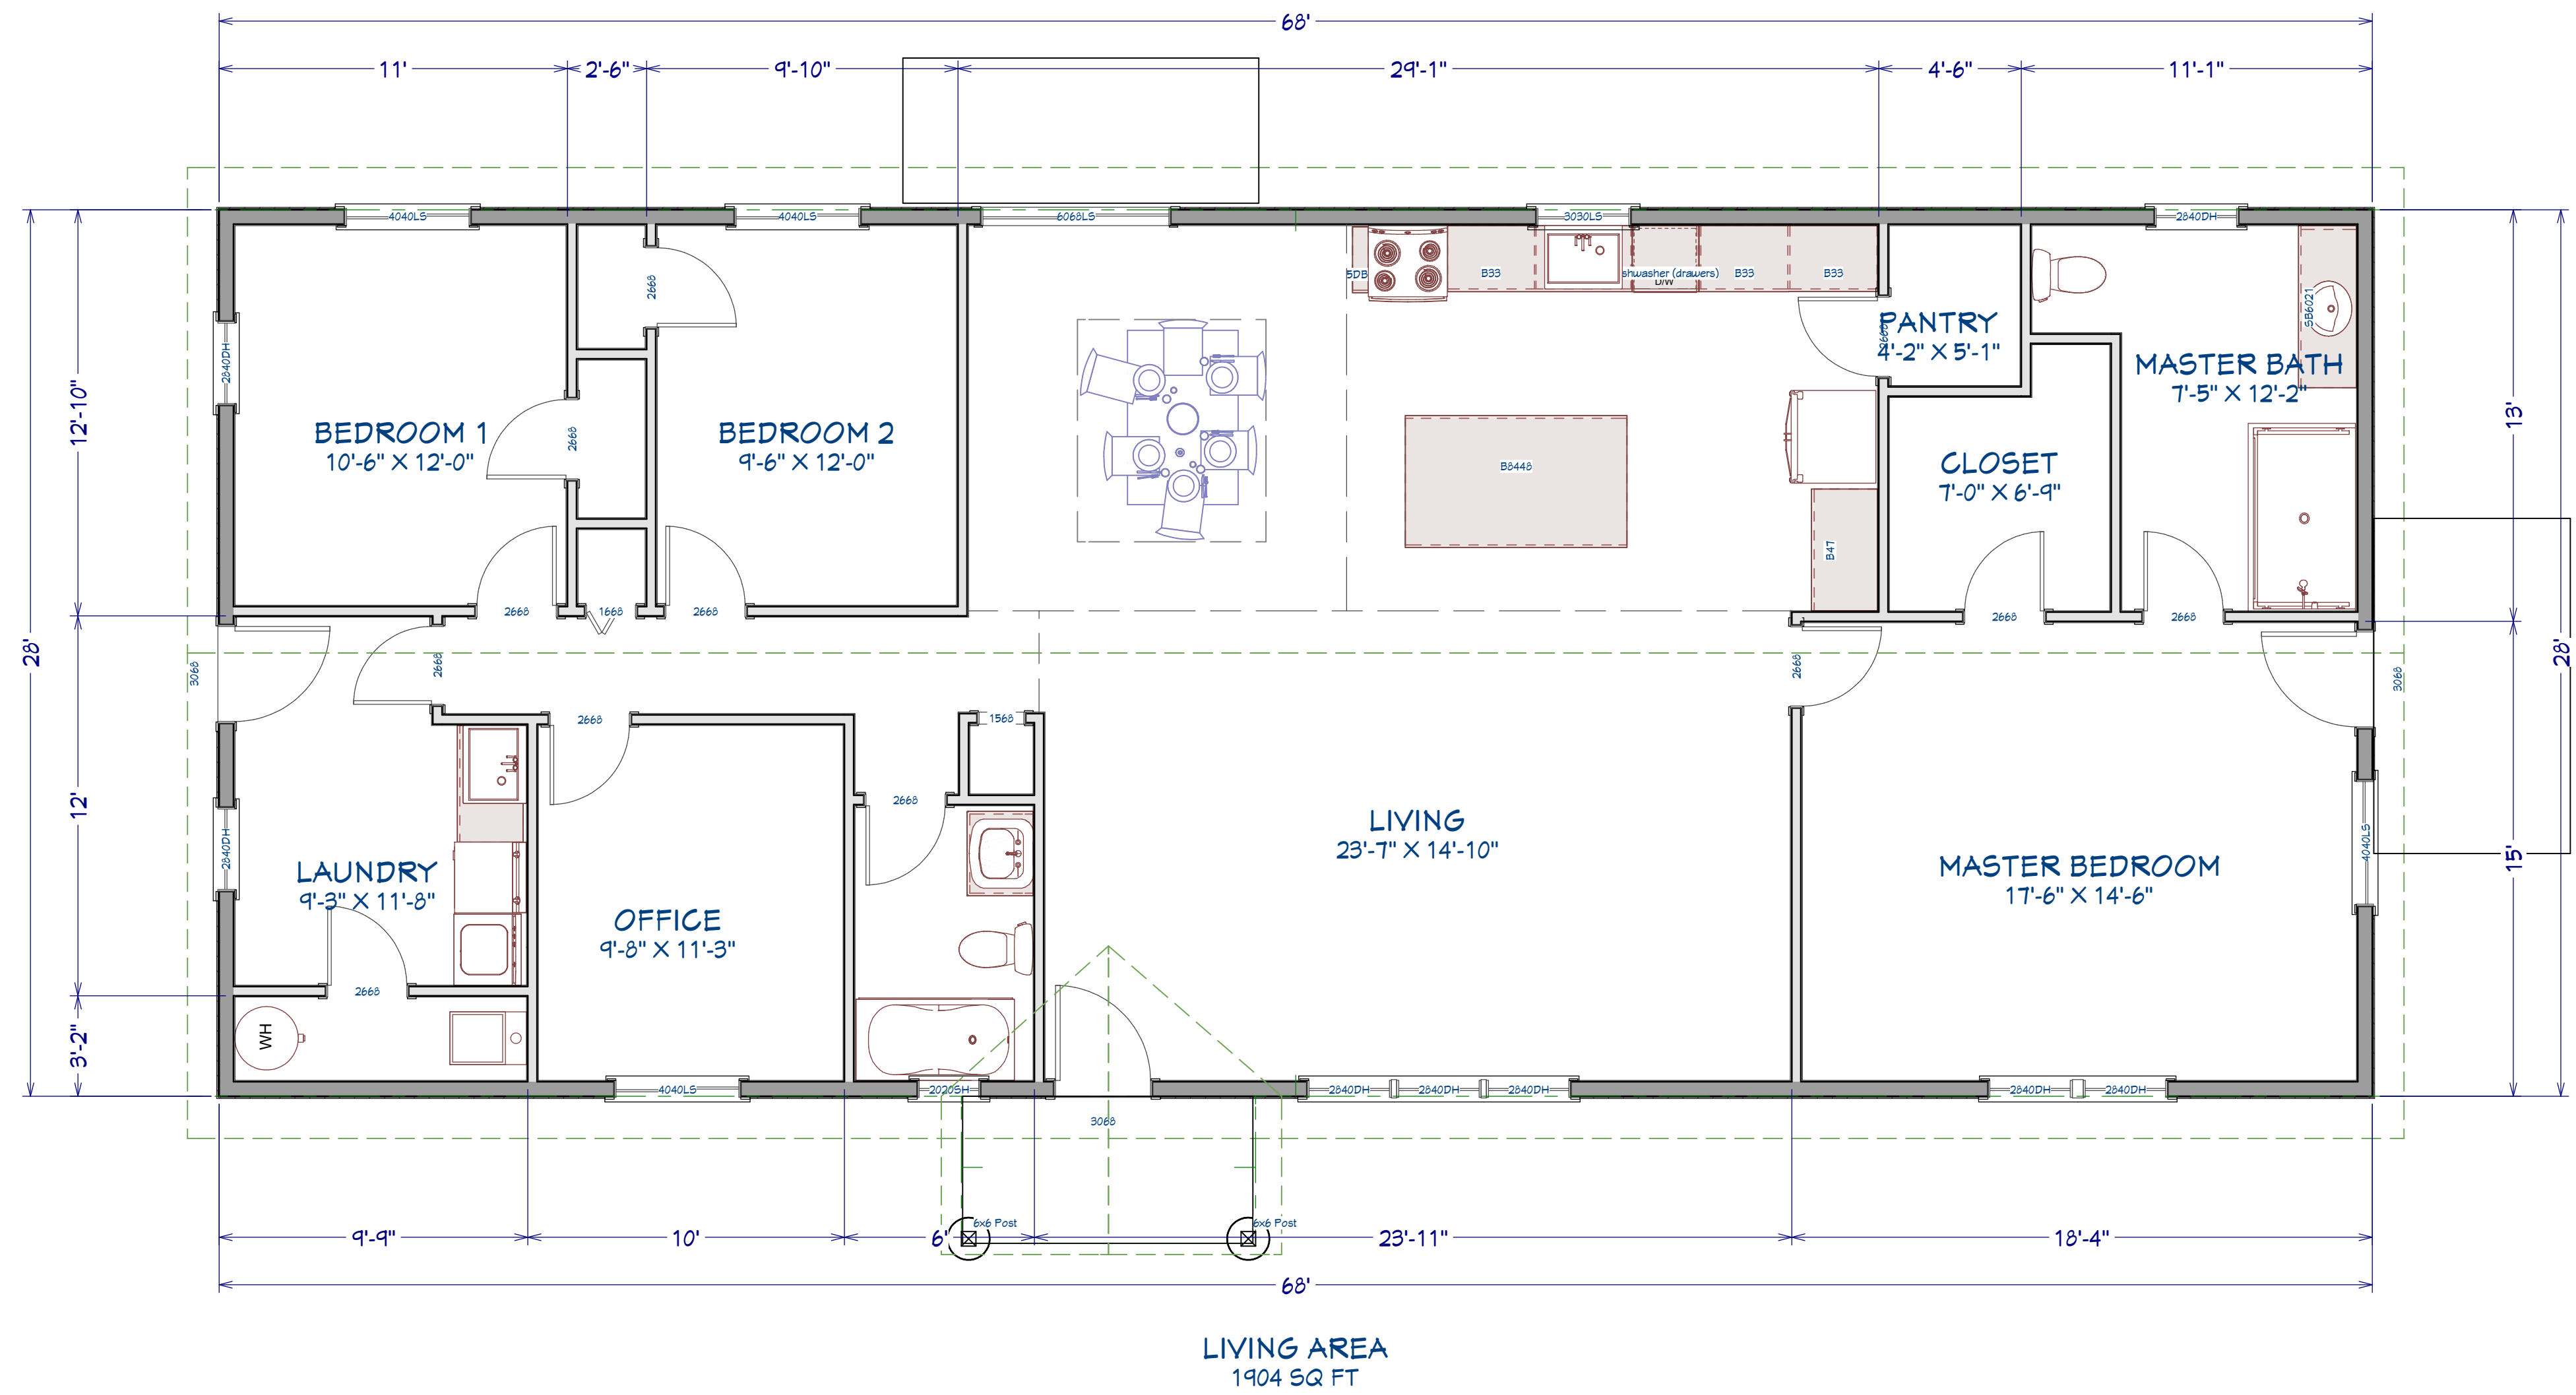 68'
11'
2'-6"
9'-10"
29'-1"
4'-6"
11'-1"
4040LS
4040LS
6068LS
3030LS
2840DH
2668
5DB
B33
shwasher (drawers)
D/W
B33
B33
SB6021
PANTRY
4'-2" X 5'-1"
2668
2840DH
MASTER BATH
7'-5" X 12'-2"
12'-10"
13'
BEDROOM 1
10'-6" X 12'-0"
2668
BEDROOM 2
9'-6" X 12'-0"
B8448
CLOSET
7'-0" X 6'-9"
B47
2668
1668
2668
2668
2668
28'
3068
2668
2668
3068
28'
2668
1568
12'
2668
2840DH
LIVING
23'-7" X 14'-10"
4040LS
15'
LAUNDRY
9'-3" X 11'-8"
MASTER BEDROOM
17'-6" X 14'-6"
OFFICE
9'-8" X 11'-3"
2668
3'-2"
WH
4040LS
2020SH
2840DH
2840DH
2840DH
2840DH
2840DH
3068
6x6 Post
6x6 Post
9'-9"
10'
6'
23'-11"
18'-4"
68'
LIVING AREA
1904 SQ FT